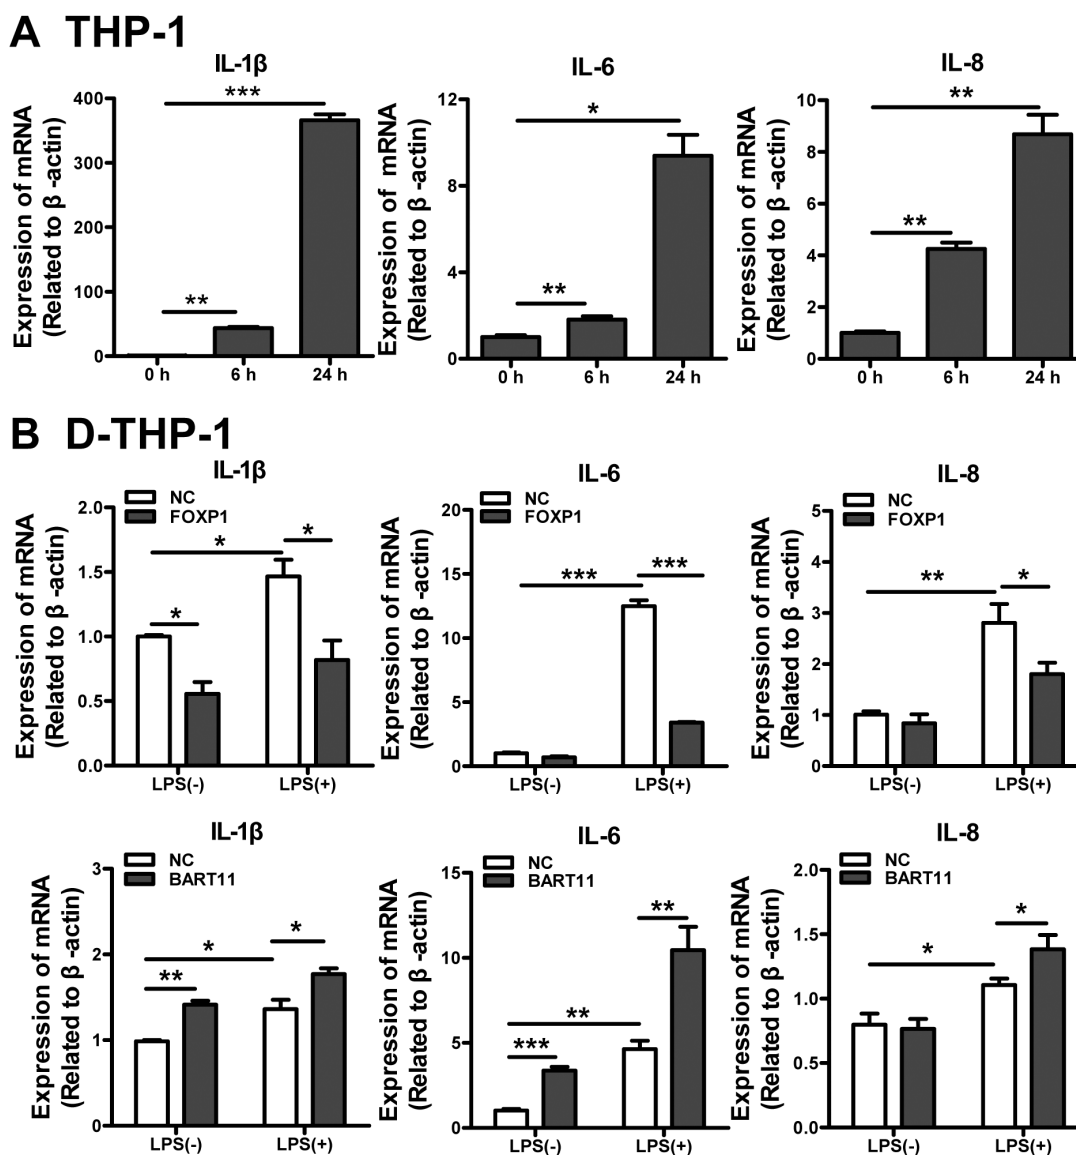 A THP-1
IL-1β
Expression of mRNA
(Related to β -actin)
400
300
200
100
0
***
**
0 h
6 h
24 h
IL-6
Expression of mRNA
(Related to β -actin)
12
8
4
0
*
**
0 h
6 h
24 h
IL-8
Expression of mRNA
(Related to β -actin)
10
8
6
4
2
0
**
**
0 h
6 h
24 h
B D-THP-1
IL-1β
NC
FOXP1
Expression of mRNA
(Related to β -actin)
2.0
1.5
1.0
0.5
0.0
*
*
*
LPS(-)
LPS(+)
IL-6
NC
FOXP1
Expression of mRNA
(Related to β -actin)
20
15
10
5
0
***
***
LPS(-)
LPS(+)
IL-8
NC
FOXP1
Expression of mRNA
(Related to β -actin)
5
4
3
2
1
0
**
*
LPS(-)
LPS(+)
IL-1β
NC
BART11
Expression of mRNA
(Related to β -actin)
3
2
1
0
*
*
**
LPS(-)
LPS(+)
IL-6
NC
BART11
Expression of mRNA
(Related to β -actin)
15
10
5
0
**
**
***
LPS(-)
LPS(+)
IL-8
NC
BART11
Expression of mRNA
(Related to β -actin)
2.0
1.5
1.0
0.5
0.0
*
*
LPS(-)
LPS(+)